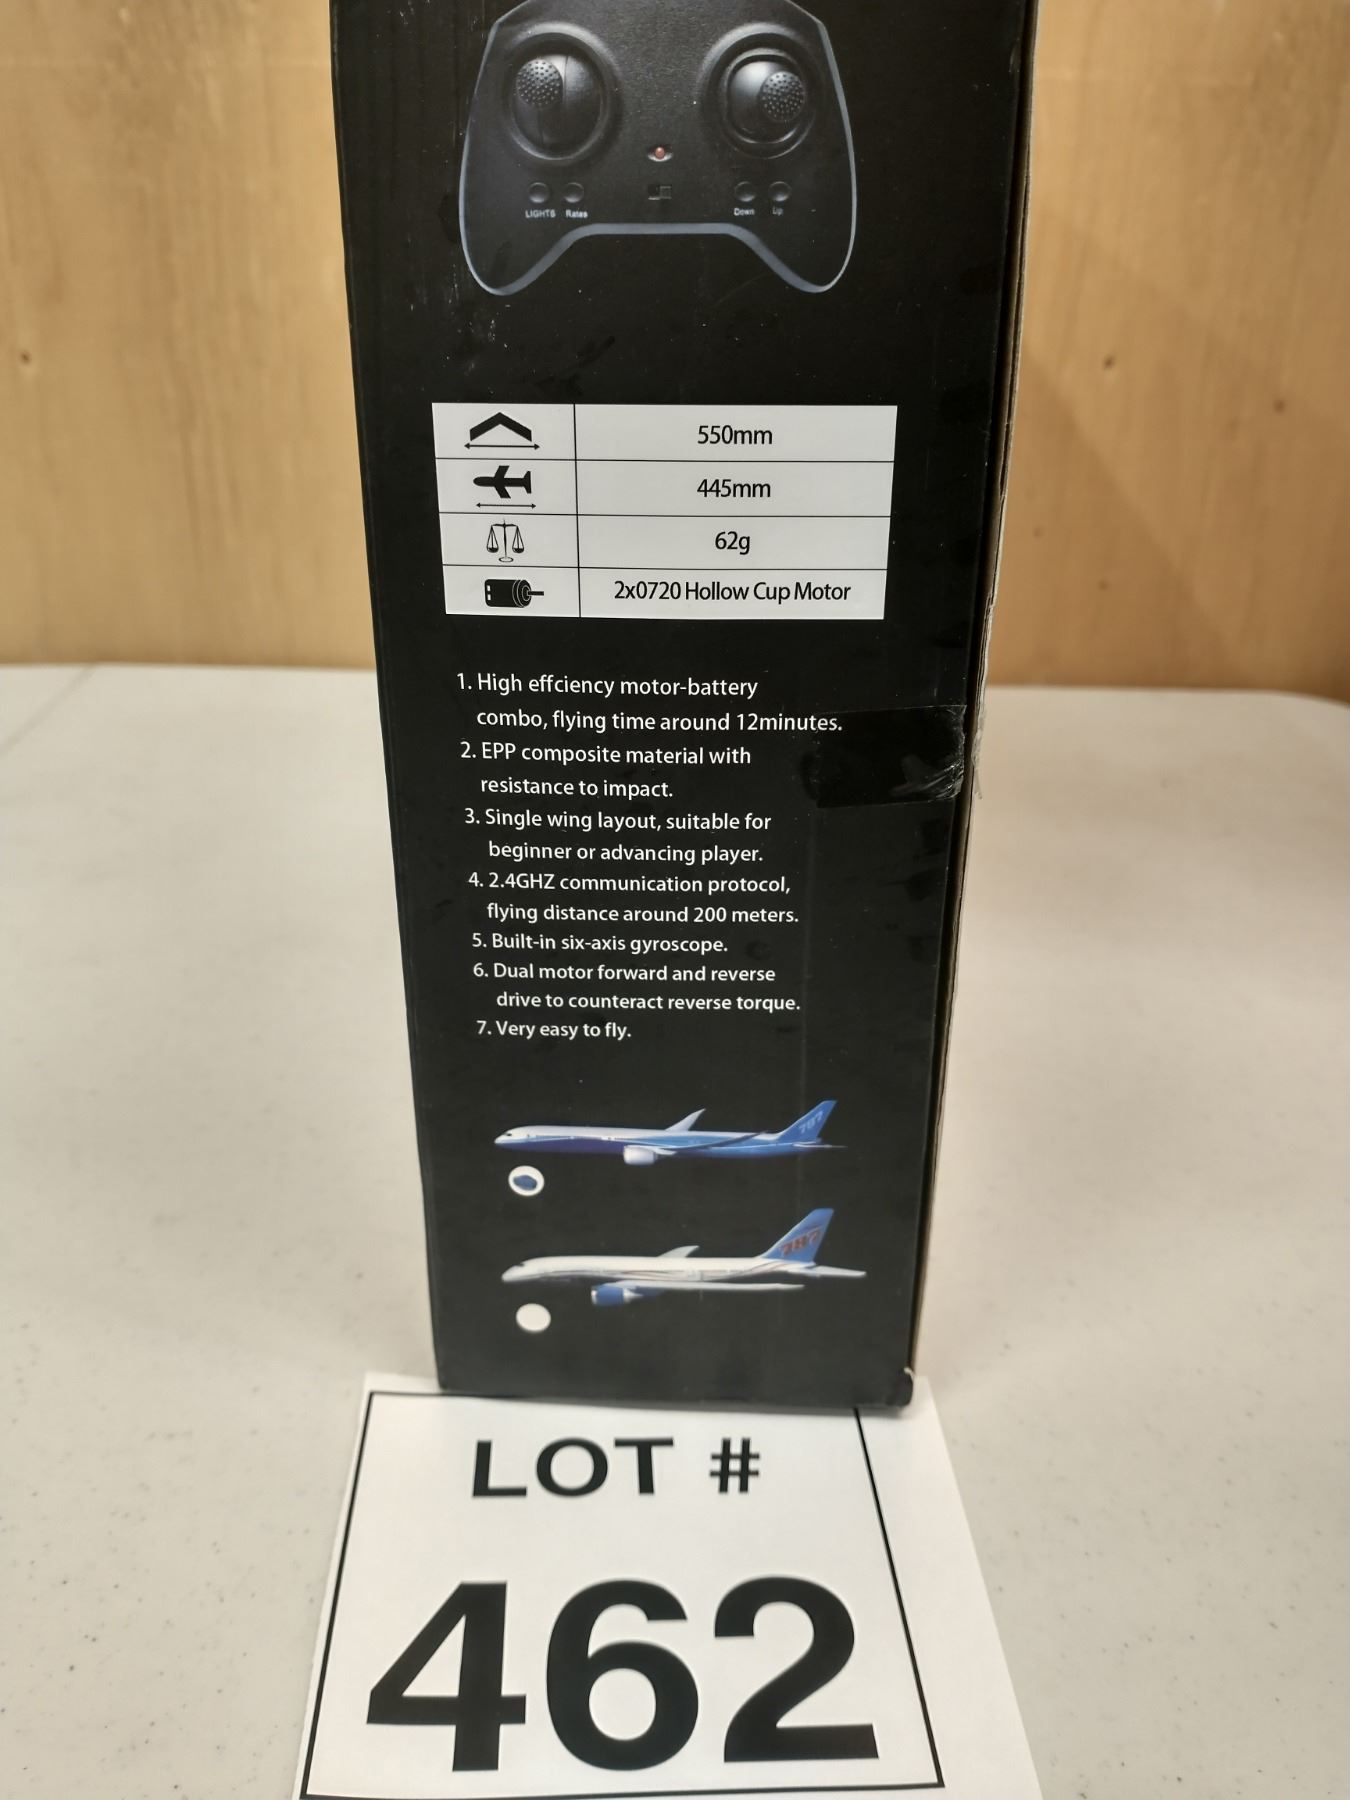 LIGHTS Rates Down Up
550mm
445mm
62g
2x0720 Hollow Cup Motor
1. High effciency motor-battery
combo, flying time around 12minutes.
2. EPP composite material with
resistance to impact.
3. Single wing layout, suitable for
beginner or advancing player.
4. 2.4GHZ communication protocol,
flying distance around 200 meters.
5. Built-in six-axis gyroscope.
6. Dual motor forward and reverse
drive to counteract reverse torque.
7. Very easy to fly.
787
787
LOT #
462